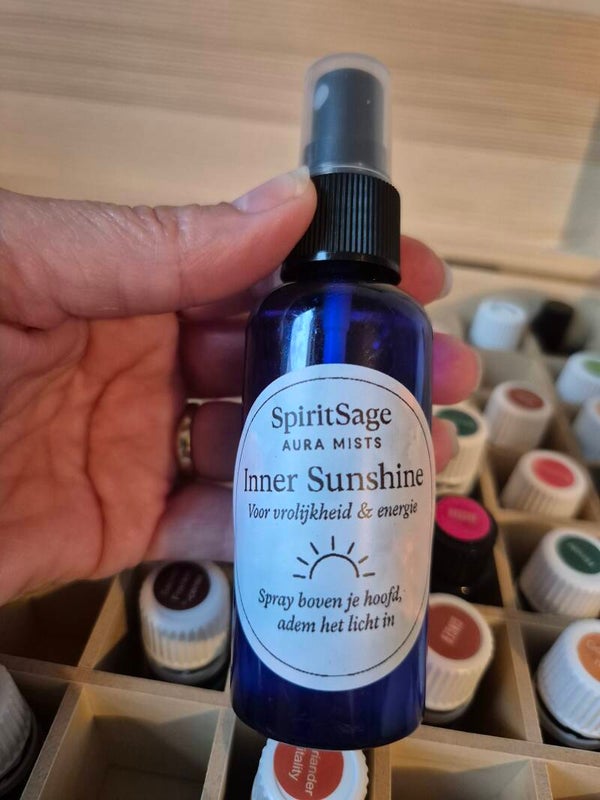 SpiritSage
AURA MISTS
Inner Sunshine
Voor vrolijkheid & energie
Spray boven je hoofd,
adem het licht in